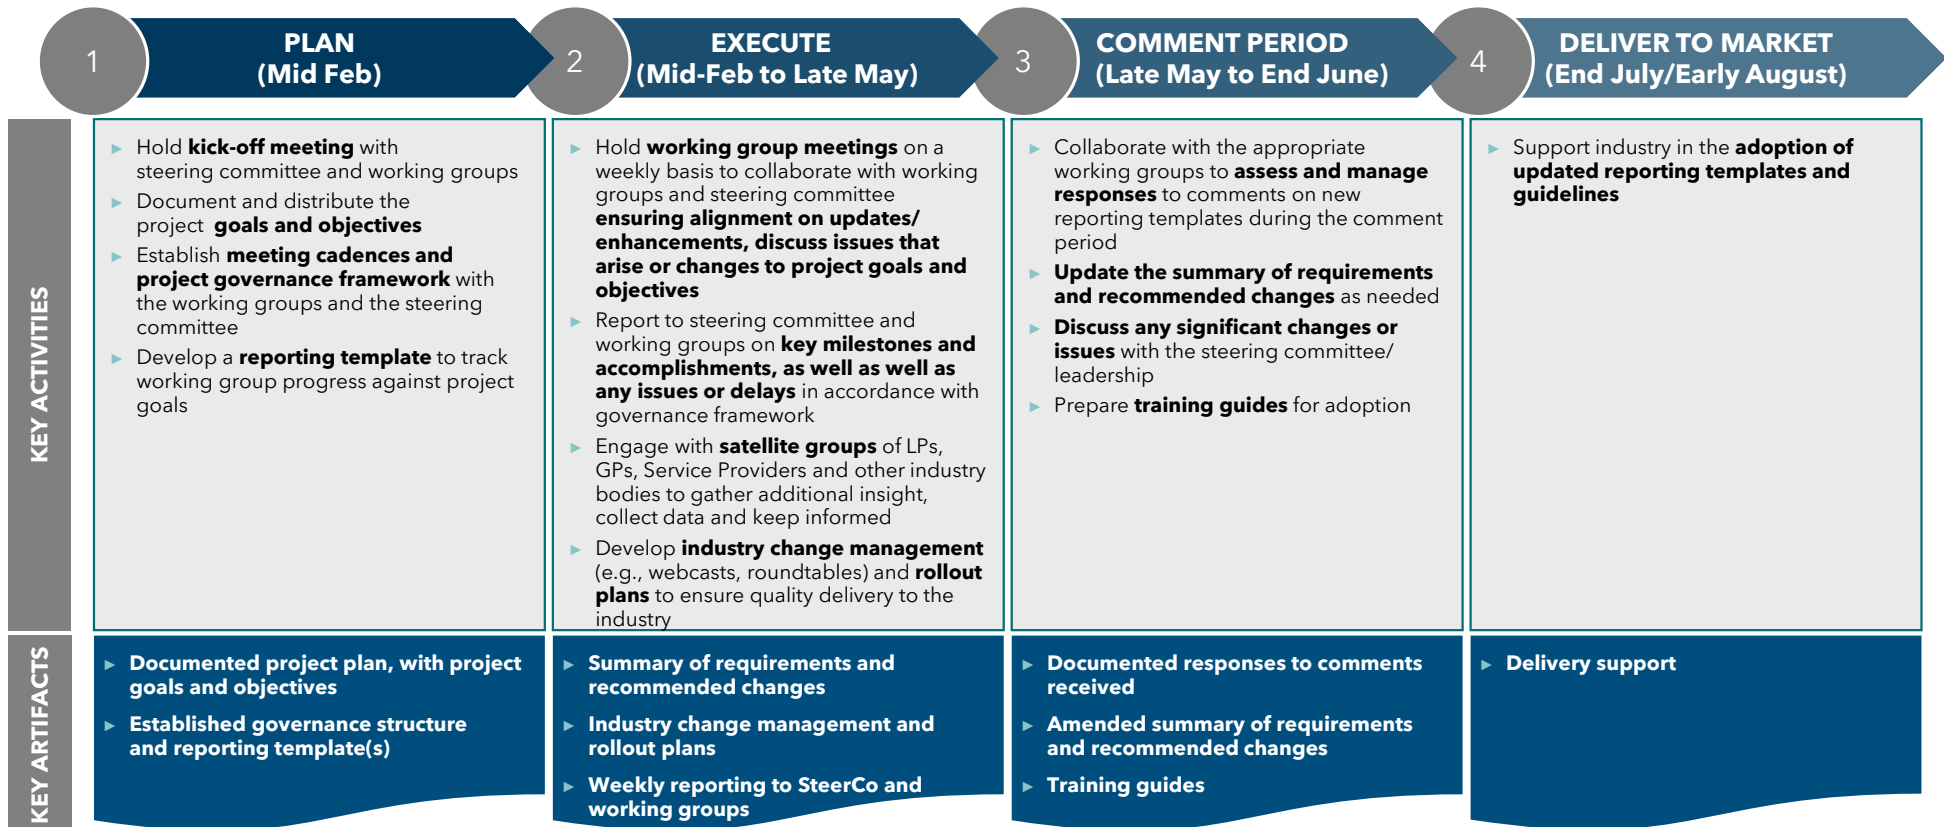 1
PLAN
(Mid Feb)
2
EXECUTE
(Mid-Feb to Late May)
3
COMMENT PERIOD
(Late May to End June)
4
DELIVER TO MARKET
(End July/Early August)
KEY ACTIVITIES
► Hold kick-off meeting with
steering committee and working groups
► Document and distribute the
project goals and objectives
► Establish meeting cadences and
project governance framework with
the working groups and the steering
committee
► Develop a reporting template to track
working group progress against project
goals
► Hold working group meetings on a
weekly basis to collaborate with working
groups and steering committee
ensuring alignment on updates/
enhancements, discuss issues that
arise or changes to project goals and
objectives
► Report to steering committee and
working groups on key milestones and
accomplishments, as well as well as
any issues or delays in accordance with
governance framework
► Engage with satellite groups of LPs,
GPs, Service Providers and other industry
bodies to gather additional insight,
collect data and keep informed
► Develop industry change management
(e.g., webcasts, roundtables) and rollout
plans to ensure quality delivery to the
industry
► Collaborate with the appropriate
working groups to assess and manage
responses to comments on new
reporting templates during the comment
period
► Update the summary of requirements
and recommended changes as needed
► Discuss any significant changes or
issues with the steering committee/
leadership
► Prepare training guides for adoption
► Support industry in the adoption of
updated reporting templates and
guidelines
KEY ARTIFACTS
► Documented project plan, with project
goals and objectives
► Established governance structure
and reporting template(s)
► Summary of requirements and
recommended changes
► Industry change management and
rollout plans
► Weekly reporting to SteerCo and
working groups
► Documented responses to comments
received
► Amended summary of requirements
and recommended changes
► Training guides
► Delivery support